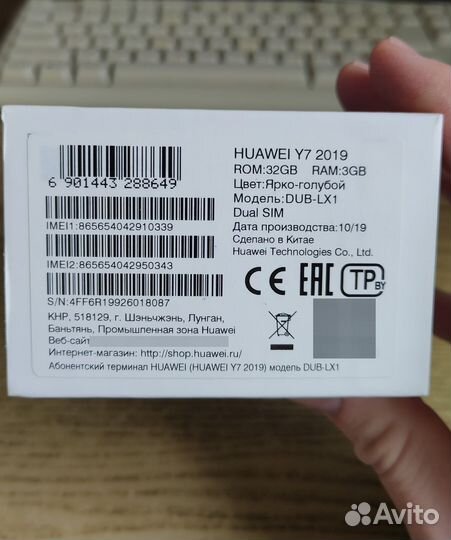 HUAWEI Y7 2019
ROM:32GB RAM:3GB
Цвет:Ярко-голубой
Модель:DUB-LX1
Dual SIM
Дата производства:10/19
Сделано в Китае
Huawei Technologies Co., Ltd.
6 901443 288649
IMEI1:865654042910339
IMEI2:865654042950343
S/N:4FF6R19926018087
CE EAC TP BY
КНР, 518129, г. Шэньчжэнь, Лунган,
Баньтянь, Промышленная зона Huawei
Веб-сайт
Интернет-магазин: http://shop.huawei.ru/
Абонентский терминал HUAWEI (HUAWEI Y7 2019) модель DUB-LX1
Avito